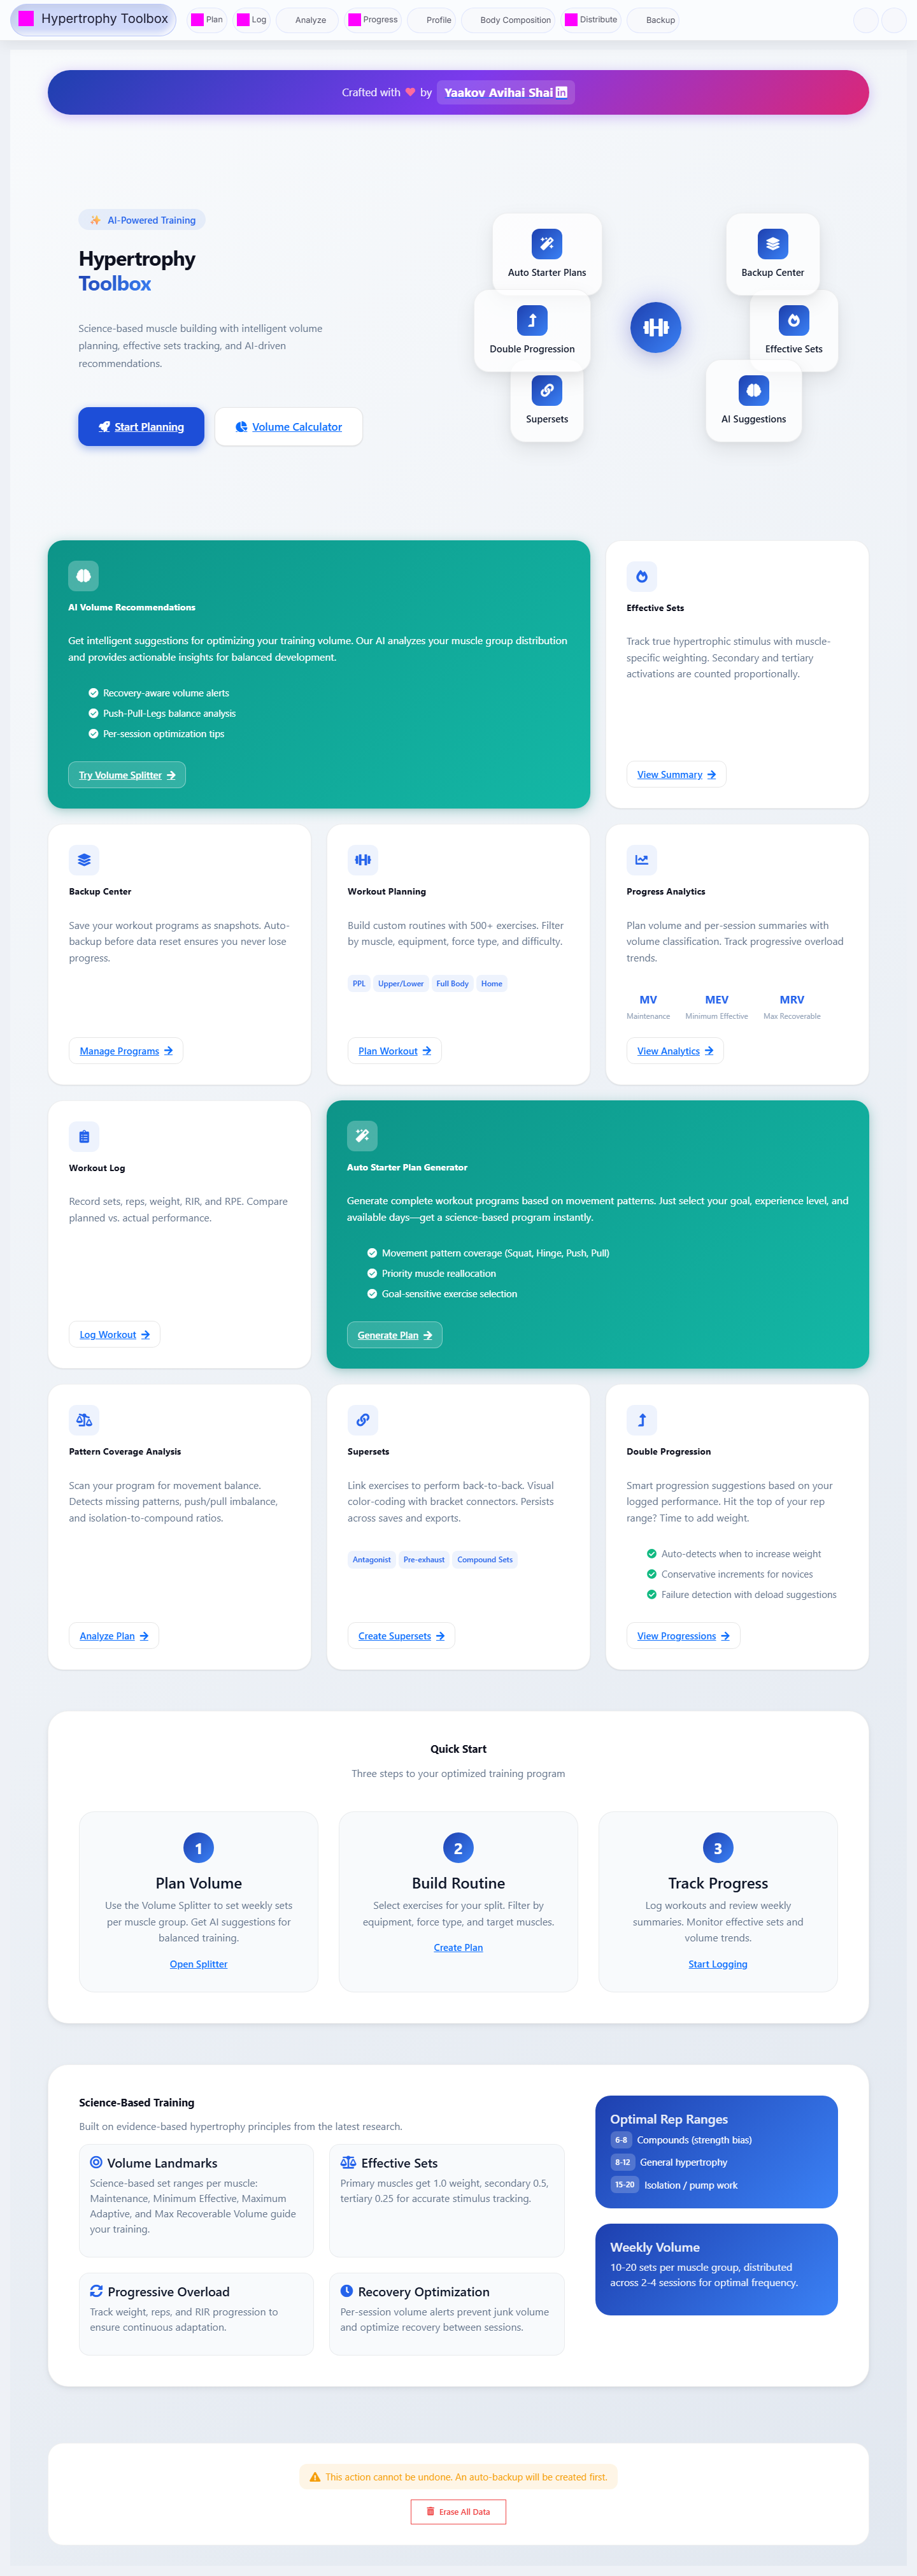 Hypertrophy Toolbox
Plan
Log
Analyze
Progress
Profile
Body Composition
Distribute
Backup
Crafted with ❤ by Yaakov Avihai Shai
✨ AI-Powered Training
Hypertrophy
Toolbox
Science-based muscle building with intelligent volume
planning, effective sets tracking, and AI-driven
recommendations.
Start Planning
Volume Calculator
Auto Starter Plans
Backup Center
Double Progression
Effective Sets
Supersets
AI Suggestions
AI Volume Recommendations
Get intelligent suggestions for optimizing your training volume. Our AI analyzes your muscle group distribution
and provides actionable insights for balanced development.
Recovery-aware volume alerts
Push-Pull-Legs balance analysis
Per-session optimization tips
Try Volume Splitter →
Effective Sets
Track true hypertrophic stimulus with muscle-
specific weighting. Secondary and tertiary
activations are counted proportionally.
View Summary →
Backup Center
Save your workout programs as snapshots. Auto-
backup before data reset ensures you never lose
progress.
Manage Programs →
Workout Planning
Build custom routines with 500+ exercises. Filter
by muscle, equipment, force type, and difficulty.
PPL
Upper/Lower
Full Body
Home
Plan Workout →
Progress Analytics
Plan volume and per-session summaries with
volume classification. Track progressive overload
trends.
MV
Maintenance
MEV
Minimum Effective
MRV
Max Recoverable
View Analytics →
Workout Log
Record sets, reps, weight, RIR, and RPE. Compare
planned vs. actual performance.
Log Workout →
Auto Starter Plan Generator
Generate complete workout programs based on movement patterns. Just select your goal, experience level, and
available days—get a science-based program instantly.
Movement pattern coverage (Squat, Hinge, Push, Pull)
Priority muscle reallocation
Goal-sensitive exercise selection
Generate Plan →
Pattern Coverage Analysis
Scan your program for movement balance.
Detects missing patterns, push/pull imbalance,
and isolation-to-compound ratios.
Analyze Plan →
Supersets
Link exercises to perform back-to-back. Visual
color-coding with bracket connectors. Persists
across saves and exports.
Antagonist
Pre-exhaust
Compound Sets
Create Supersets →
Double Progression
Smart progression suggestions based on your
logged performance. Hit the top of your rep
range? Time to add weight.
Auto-detects when to increase weight
Conservative increments for novices
Failure detection with deload suggestions
View Progressions →
Quick Start
Three steps to your optimized training program
1
Plan Volume
Use the Volume Splitter to set weekly sets
per muscle group. Get AI suggestions for
balanced training.
Open Splitter
2
Build Routine
Select exercises for your split. Filter by
equipment, force type, and target muscles.
Create Plan
3
Track Progress
Log workouts and review weekly
summaries. Monitor effective sets and
volume trends.
Start Logging
Science-Based Training
Built on evidence-based hypertrophy principles from the latest research.
Volume Landmarks
Science-based set ranges per muscle:
Maintenance, Minimum Effective, Maximum
Adaptive, and Max Recoverable Volume guide
your training.
Effective Sets
Primary muscles get 1.0 weight, secondary 0.5,
tertiary 0.25 for accurate stimulus tracking.
Progressive Overload
Track weight, reps, and RIR progression to
ensure continuous adaptation.
Recovery Optimization
Per-session volume alerts prevent junk volume
and optimize recovery between sessions.
Optimal Rep Ranges
6-8 Compounds (strength bias)
8-12 General hypertrophy
15-20 Isolation / pump work
Weekly Volume
10-20 sets per muscle group, distributed
across 2-4 sessions for optimal frequency.
This action cannot be undone. An auto-backup will be created first.
Erase All Data